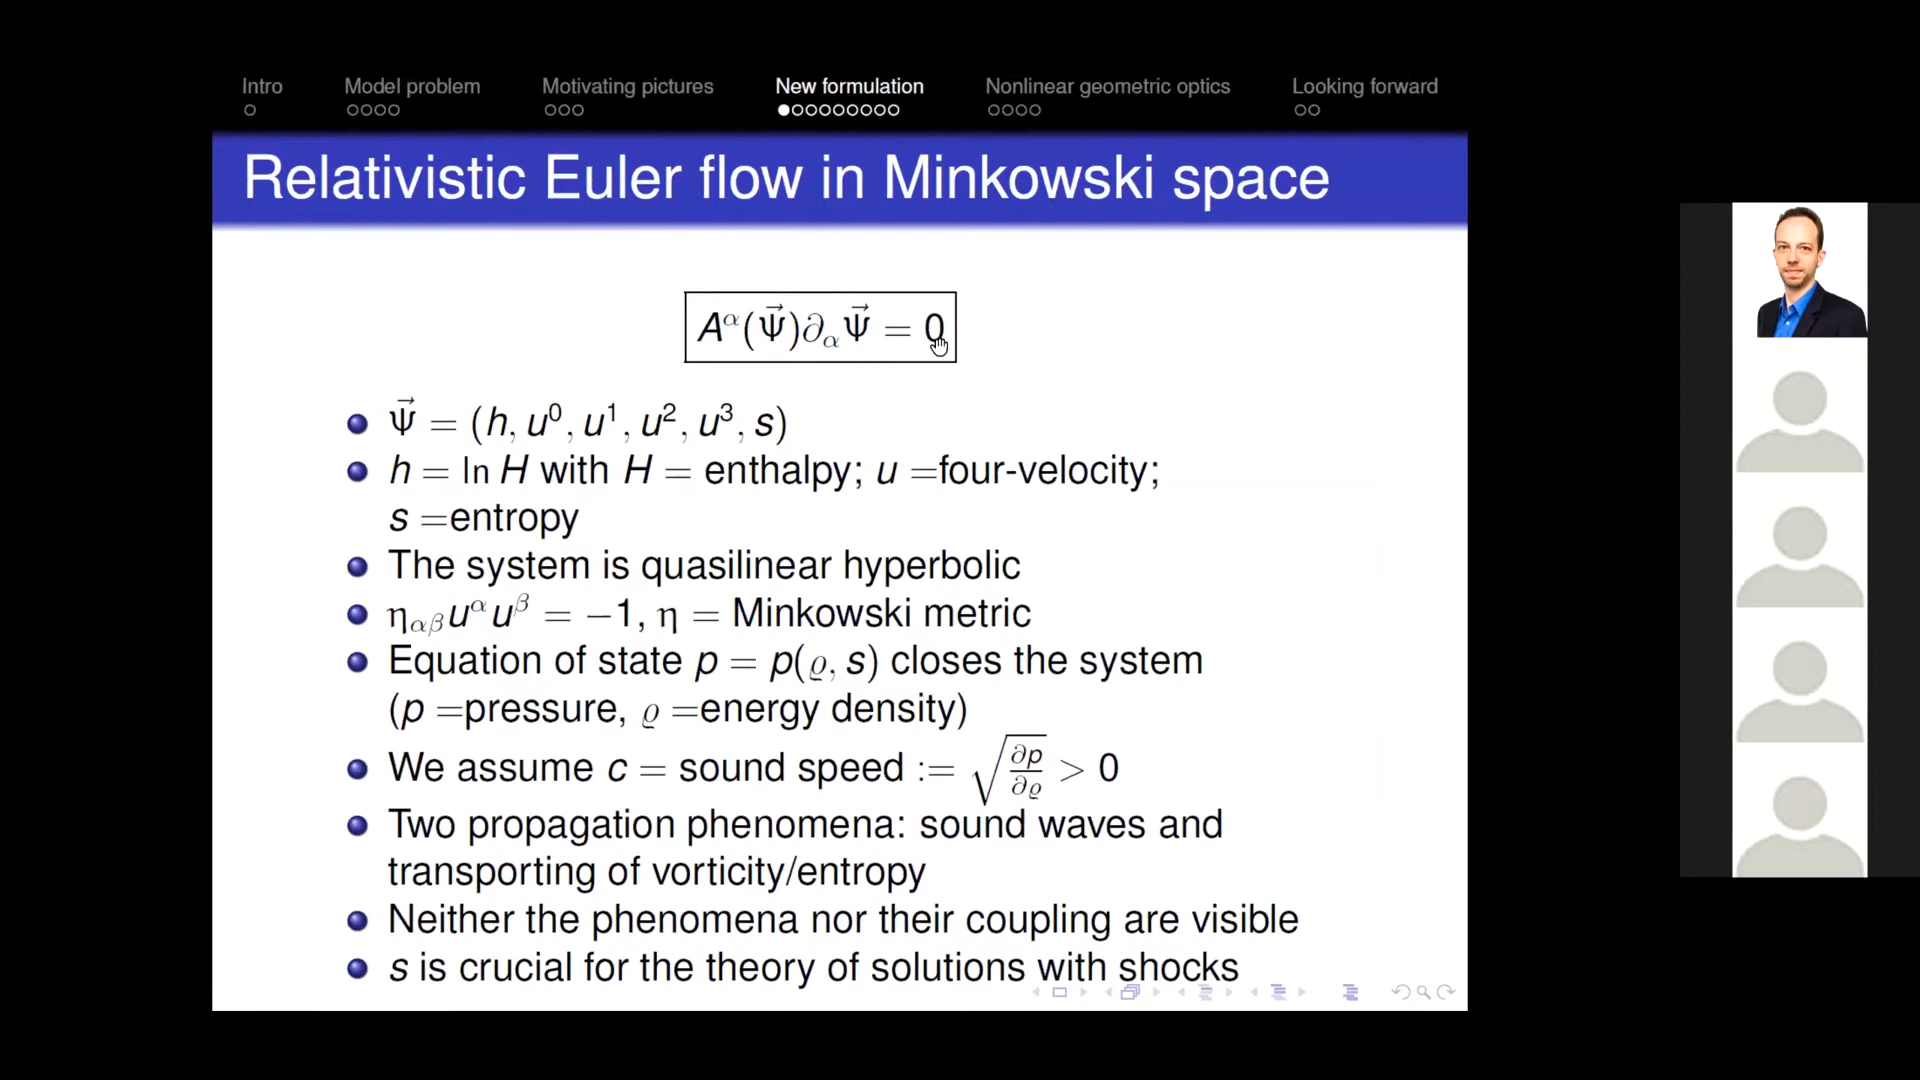 Intro Model problem Motivating pictures New formulation Nonlinear geometric optics Looking forward
Relativistic Euler flow in Minkowski space
A^α(Ψ⃗)∂_αΨ⃗ = 0
Ψ⃗ = (h, u⁰, u¹, u², u³, s)
h = ln H with H = enthalpy; u =four-velocity;
s =entropy
The system is quasilinear hyperbolic
η_{αβ}u^αu^β = −1, η = Minkowski metric
Equation of state p = p(ϱ, s) closes the system
(p =pressure, ϱ =energy density)
We assume c = sound speed := √(∂p/∂ϱ) > 0
Two propagation phenomena: sound waves and
transporting of vorticity/entropy
Neither the phenomena nor their coupling are visible
s is crucial for the theory of solutions with shocks